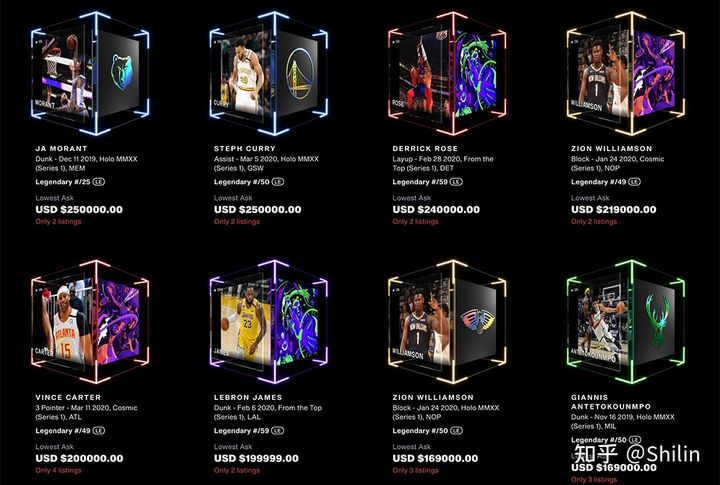 MORANT
CURRY
ROSE
WILLIAMSON
JA MORANT
Dunk - Dec 11 2019, Holo MMXX
(Series 1), MEM
Legendary #/25 LE
Lowest Ask
USD $250000.00
Only 2 listings
STEPH CURRY
Assist - Mar 5 2020, Holo MMXX
(Series 1), GSW
Legendary #/50 LE
Lowest Ask
USD $250000.00
Only 2 listings
DERRICK ROSE
Layup - Feb 28 2020, From the
Top (Series 1), DET
Legendary #/59 LE
Lowest Ask
USD $240000.00
Only 2 listings
ZION WILLIAMSON
Block - Jan 24 2020, Cosmic
(Series 1), NOP
Legendary #/49 LE
Lowest Ask
USD $219000.00
Only 2 listings
CARTER
JAMES
WILLIAMSON
ANTETOKOUNMPO
VINCE CARTER
3 Pointer - Mar 11 2020, Cosmic
(Series 1), ATL
Legendary #/49 LE
Lowest Ask
USD $200000.00
Only 4 listings
LEBRON JAMES
Dunk - Feb 6 2020, From the Top
(Series 1), LAL
Legendary #/59 LE
Lowest Ask
USD $199999.00
Only 2 listings
ZION WILLIAMSON
Block - Jan 24 2020, Holo MMXX
(Series 1), NOP
Legendary #/50 LE
Lowest Ask
USD $169000.00
Only 3 listings
GIANNIS
ANTETOKOUNMPO
Dunk - Nov 16 2019, Holo MMXX
(Series 1), MIL
Legendary #/50 LE
USD $169000.00
Only 3 listings
知乎 @Shilin